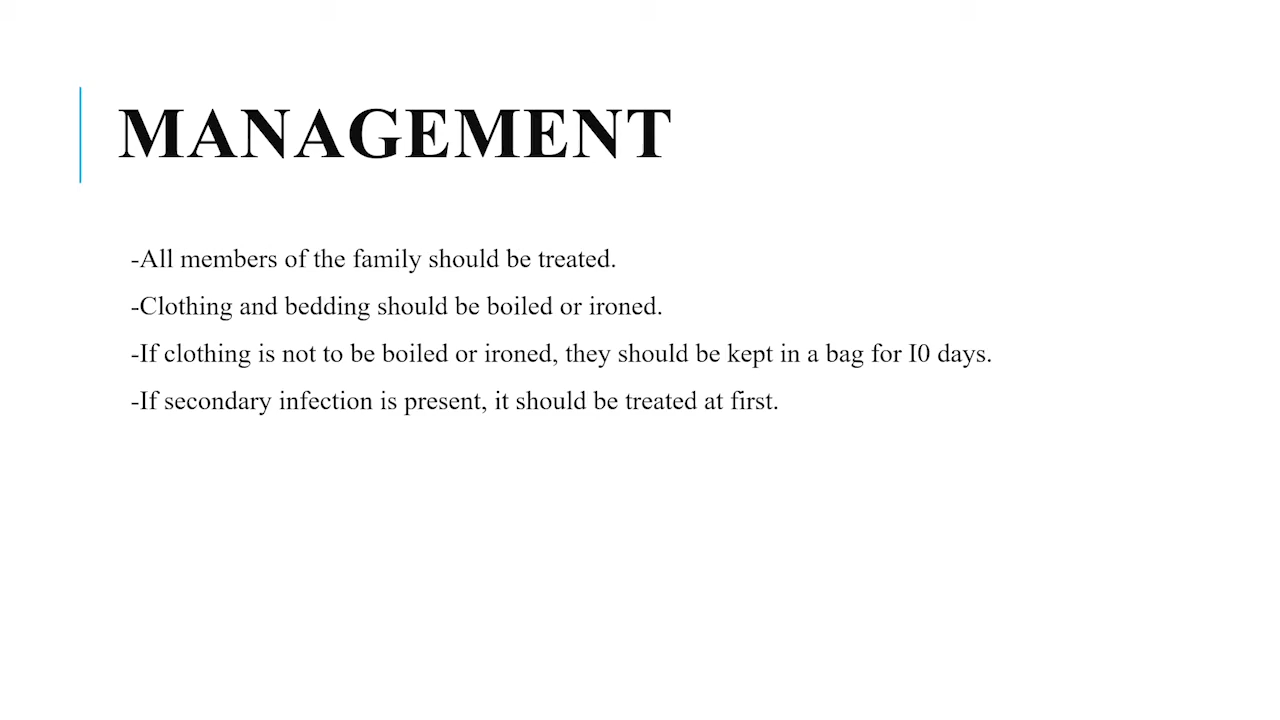 MANAGEMENT
-All members of the family should be treated.
-Clothing and bedding should be boiled or ironed.
-If clothing is not to be boiled or ironed, they should be kept in a bag for I0 days.
-If secondary infection is present, it should be treated at first.